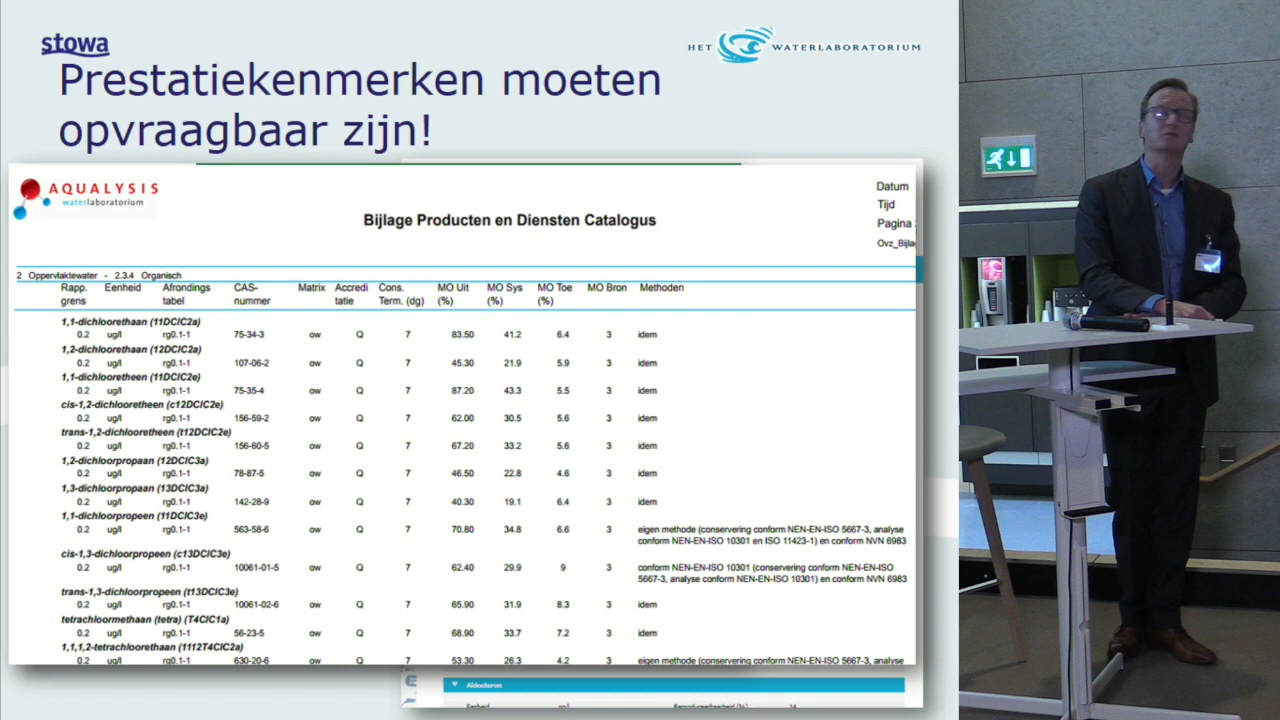 stowa
HET WATERLABORATORIUM
Prestatiekenmerken moeten
opvraagbaar zijn!
AQUALYSIS
waterlaboratorium
Datum
Tijd
Pagina
Bijlage Producten en Diensten Catalogus
Ovz_Bijla
2 Oppervlaktewater - 2.3.4 Organisch
Rapp. Eenheid Afrondings CAS- Matrix Accredi Cons. MO Uit MO Sys MO Toe MO Bron Methoden
grens tabel nummer tatie Term. (dg) (%) (%) (%)
1,1-dichloorethaan (11DClC2a)
0.2 ug/l rg0.1-1 75-34-3 ow Q 7 83.50 41.2 6.4 3 idem
1,2-dichloorethaan (12DClC2a)
0.2 ug/l rg0.1-1 107-06-2 ow Q 7 45.30 21.9 5.9 3 idem
1,1-dichlooretheen (11DClC2e)
0.2 ug/l rg0.1-1 75-35-4 ow Q 7 87.20 43.3 5.5 3 idem
cis-1,2-dichlooretheen (c12DClC2e)
0.2 ug/l rg0.1-1 156-59-2 ow Q 7 62.00 30.5 5.6 3 idem
trans-1,2-dichlooretheen (t12DClC2e)
0.2 ug/l rg0.1-1 156-60-5 ow Q 7 67.20 33.2 5.6 3 idem
1,2-dichloorpropaan (12DClC3a)
0.2 ug/l rg0.1-1 78-87-5 ow Q 7 46.50 22.8 4.6 3 idem
1,3-dichloorpropaan (13DClC3a)
0.2 ug/l rg0.1-1 142-28-9 ow Q 7 40.30 19.1 6.4 3 idem
1,1-dichloorpropeen (11DClC3e)
0.2 ug/l rg0.1-1 563-58-6 ow Q 7 70.80 34.8 6.6 3 eigen methode (conservering conform NEN-EN-ISO 5667-3, analyse
conform NEN-EN-ISO 10301 en ISO 11423-1) en conform NVN 6983
cis-1,3-dichloorpropeen (c13DClC3e)
0.2 ug/l rg0.1-1 10061-01-5 ow Q 7 62.40 29.9 9 3 conform NEN-EN-ISO 10301 (conservering conform NEN-EN-ISO
5667-3, analyse conform NEN-EN-ISO 10301) en conform NVN 6983
trans-1,3-dichloorpropeen (t13DClC3e)
0.2 ug/l rg0.1-1 10061-02-6 ow Q 7 65.90 31.9 8.3 3 idem
tetrachloormethaan (tetra) (T4ClC1a)
0.2 ug/l rg0.1-1 56-23-5 ow Q 7 68.90 33.7 7.2 3 idem
1,1,1,2-tetrachloorethaan (1112T4ClC2a)
0.2 ug/l rg0.1-1 630-20-6 ow Q 7 53.30 26.3 4.2 3 eigen methode (conservering conform NEN-EN-ISO 5667-3, analyse
Aldosteron
Eenheid Reproduceerbaarheid (%) 14